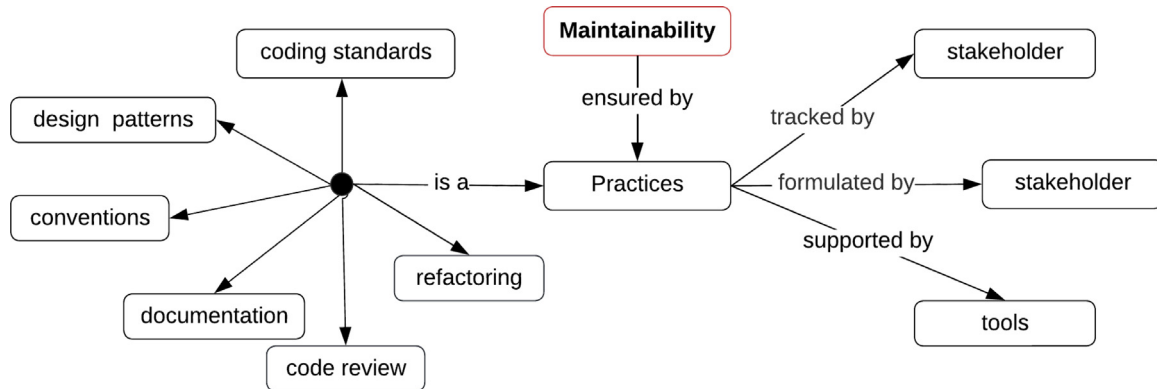 Maintainability
coding standards
stakeholder
ensured by
design patterns
tracked by
is a
Practices
formulated by
stakeholder
conventions
supported by
refactoring
documentation
tools
code review